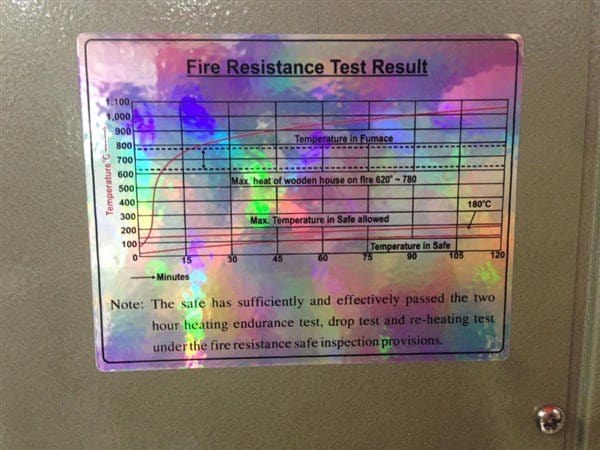 Fire Resistance Test Result
1,100
1,000
900
800
700
600
500
400
300
200
100
0
Temperature °C
Temperature in Furnace
Max. heat of wooden house on fire 620° ~ 780
180°C
Max. Temperature in Safe allowed
Temperature in Safe
15 30 45 60 75 90 105 120
Minutes
Note: The safe has sufficiently and effectively passed the two
hour heating endurance test, drop test and re-heating test
under the fire resistance safe inspection provisions.